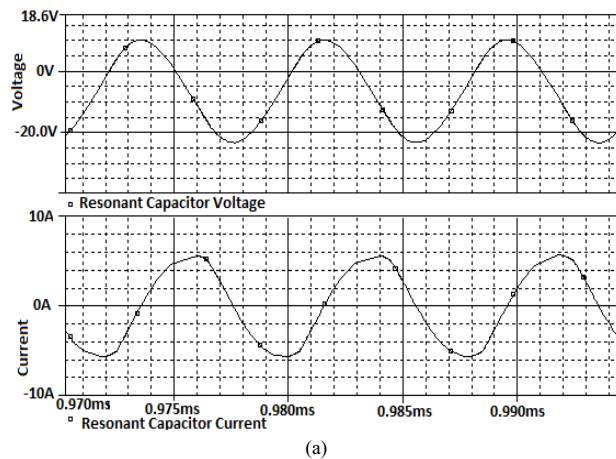 18.6V
Voltage
0V
-20.0V
Resonant Capacitor Voltage
10A
Current
0A
-10A
0.970ms 0.975ms 0.980ms 0.985ms 0.990ms
Resonant Capacitor Current
(a)